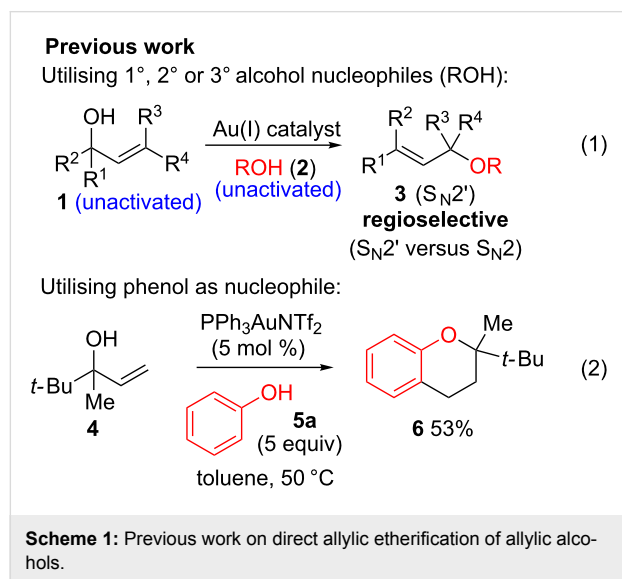 Previous work
Utilising 1°, 2° or 3° alcohol nucleophiles (ROH):
OH
R² R³
R¹ R⁴
1 (unactivated)
Au(I) catalyst
ROH (2)
(unactivated)
R² R³ R⁴
R¹ OR
3 (SN2')
regioselective
(SN2' versus SN2)
(1)
Utilising phenol as nucleophile:
OH
t-Bu
Me
4
PPh₃AuNTf₂
(5 mol %)
OH
5a
(5 equiv)
toluene, 50 °C
O Me
t-Bu
6 53%
(2)
Scheme 1: Previous work on direct allylic etherification of allylic alco-
hols.